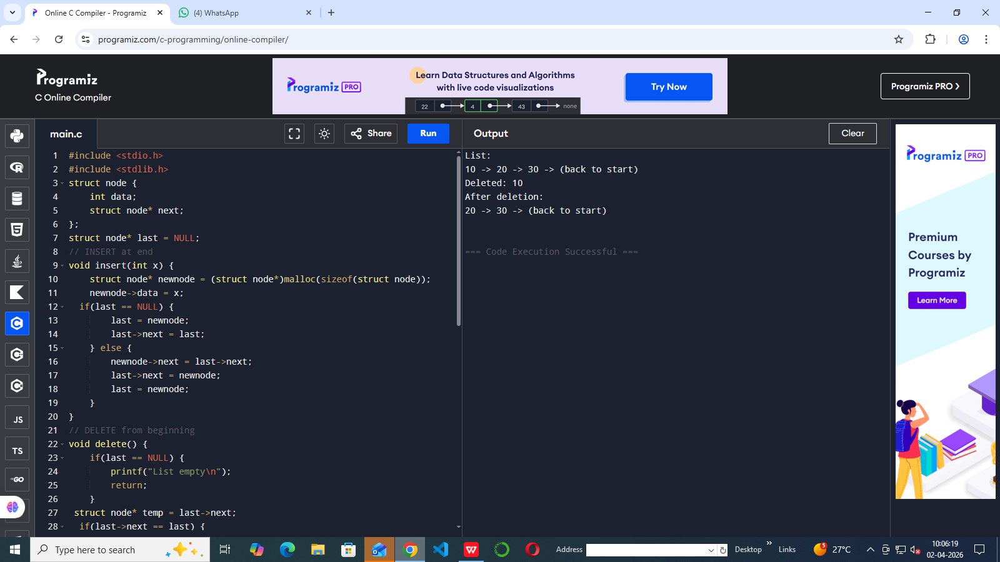 Online C Compiler - Programiz
(4) WhatsApp
programiz.com/c-programming/online-compiler/
Programiz
C Online Compiler
Programiz PRO
Learn Data Structures and Algorithms
with live code visualizations
22 4 43 none
Try Now
Programiz PRO ❯
main.c
Share
Run
Output
Clear
1 #include <stdio.h>
2 #include <stdlib.h>
3 struct node {
4     int data;
5     struct node* next;
6 };
7 struct node* last = NULL;
8 // INSERT at end
9 void insert(int x) {
10     struct node* newnode = (struct node*)malloc(sizeof(struct node));
11     newnode->data = x;
12   if(last == NULL) {
13         last = newnode;
14         last->next = last;
15     } else {
16         newnode->next = last->next;
17         last->next = newnode;
18         last = newnode;
19     }
20 }
21 // DELETE from beginning
22 void delete() {
23     if(last == NULL) {
24         printf("List empty\n");
25         return;
26     }
27  struct node* temp = last->next;
28   if(last->next == last) {
List:
10 -> 20 -> 30 -> (back to start)
Deleted: 10
After deletion:
20 -> 30 -> (back to start)
=== Code Execution Successful ===
Programiz PRO
Premium
Courses by
Programiz
Learn More
JS
TS
GO
Type here to search
Address
Desktop
Links
5
27°C
10:06:19
02-04-2026